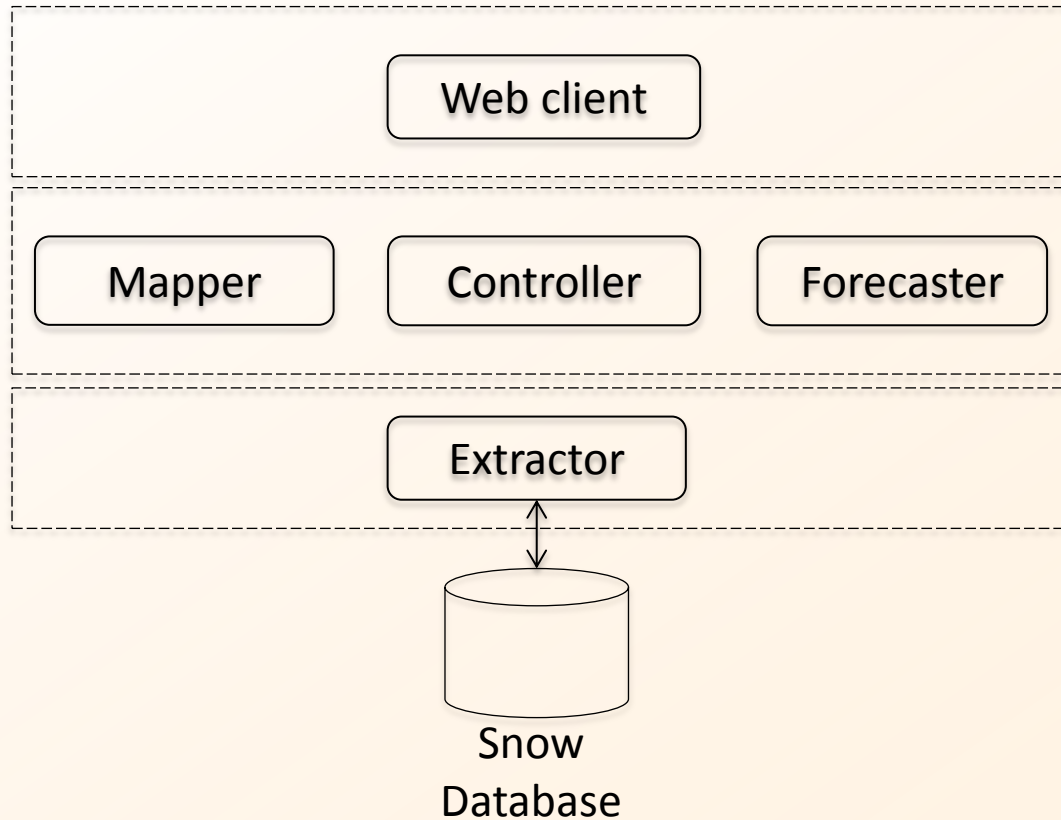 Web client
Mapper
Controller
Forecaster
Extractor
Snow
Database